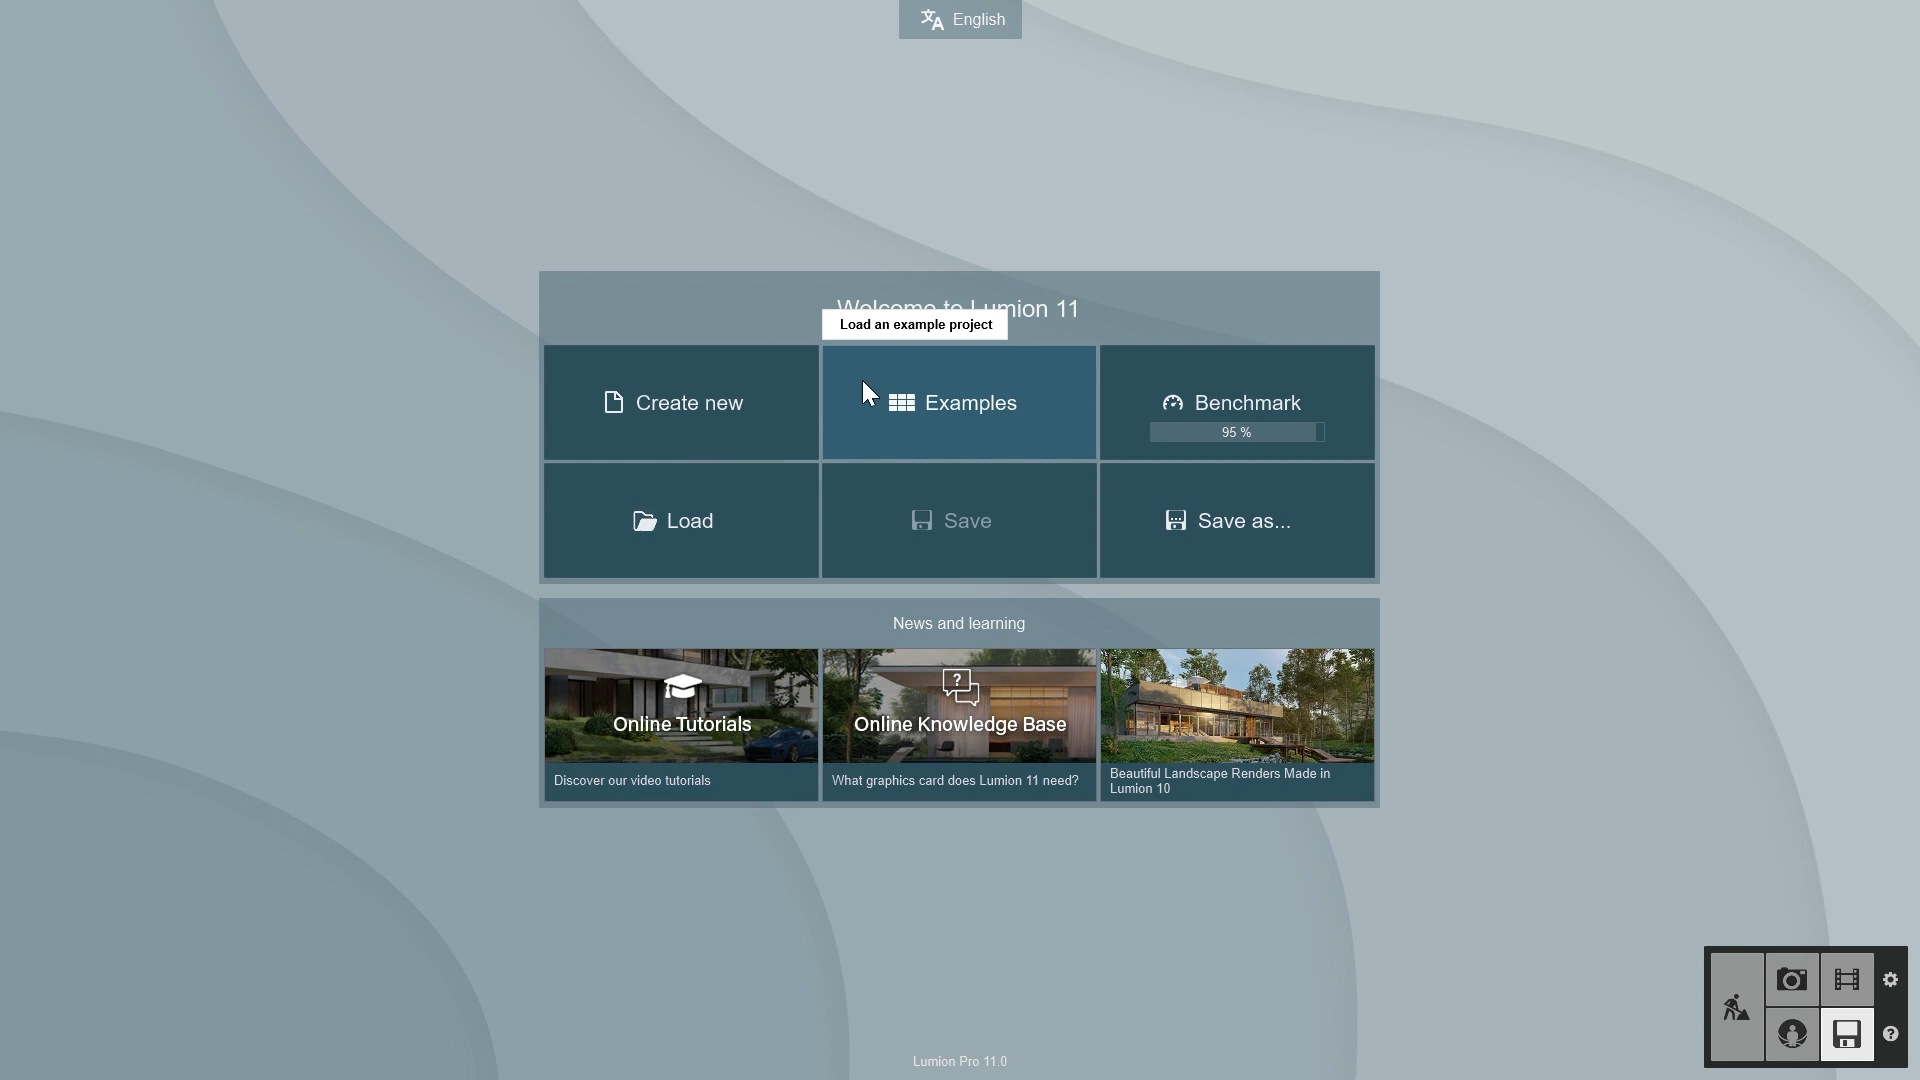 English
Welcome to Lumion 11
Load an example project
Create new
Examples
Benchmark
95 %
Load
Save
Save as...
News and learning
Online Tutorials
Discover our video tutorials
Online Knowledge Base
What graphics card does Lumion 11 need?
Beautiful Landscape Renders Made in
Lumion 10
Lumion Pro 11.0